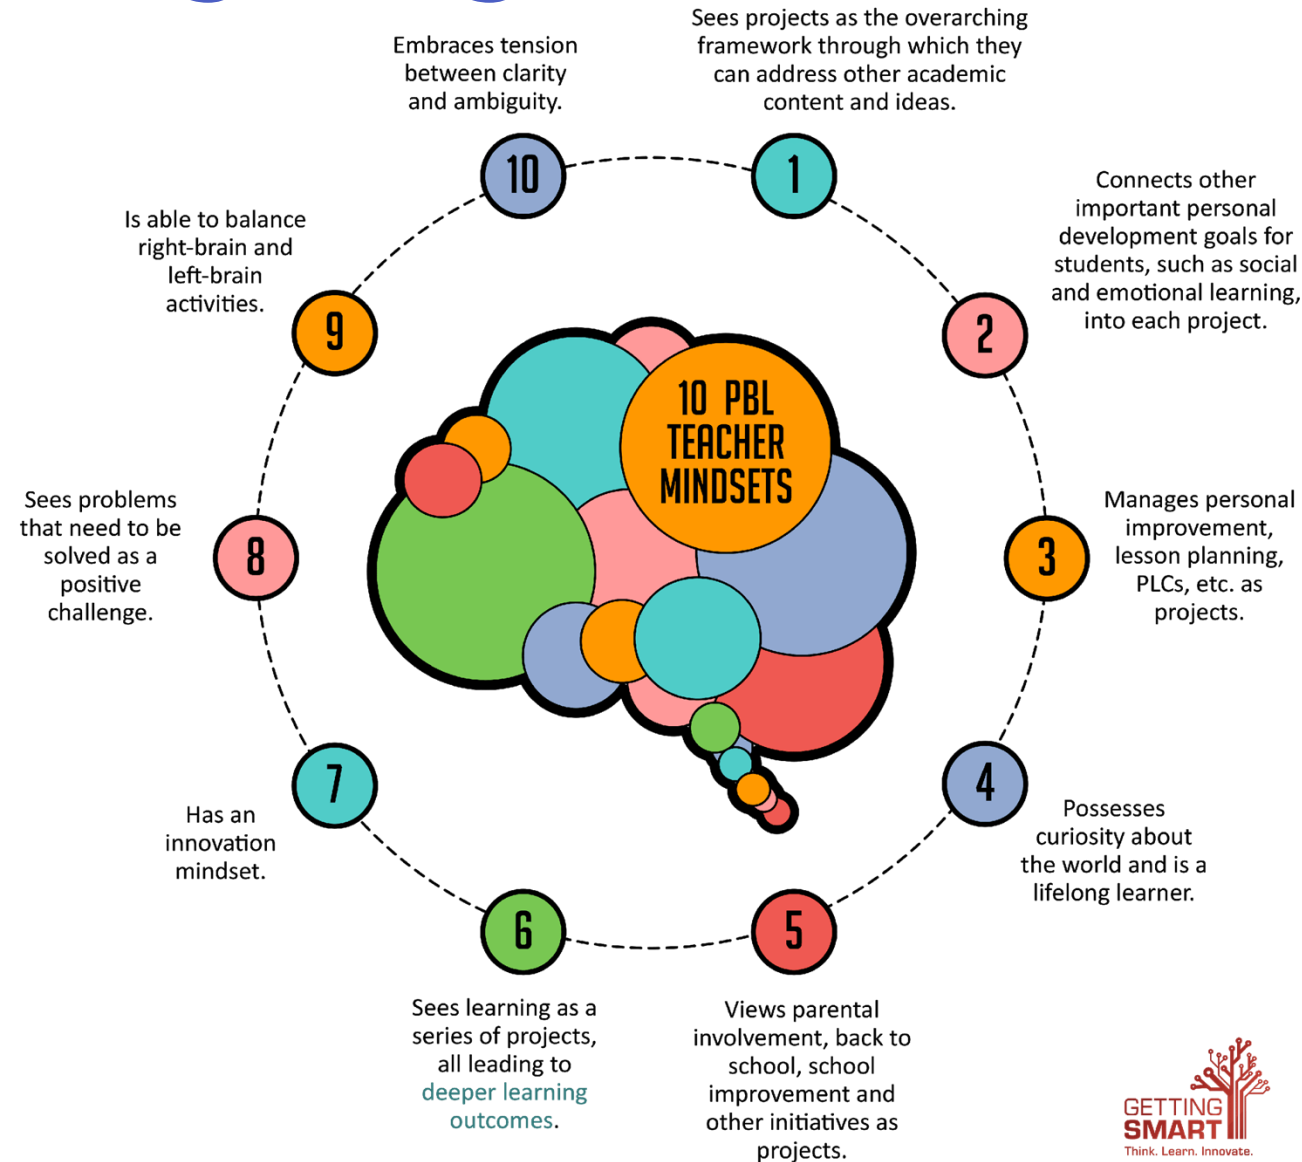 Sees projects as the overarching
framework through which they
can address other academic
content and ideas.
1
Connects other
important personal
development goals for
students, such as social
and emotional learning,
into each project.
2
Manages personal
improvement,
lesson planning,
PLCs, etc. as
projects.
3
Possesses
curiosity about
the world and is a
lifelong learner.
4
Views parental
involvement, back to
school, school
improvement and
other initiatives as
projects.
5
Sees learning as a
series of projects,
all leading to
deeper learning
outcomes.
6
Has an
innovation
mindset.
7
Sees problems
that need to be
solved as a
positive
challenge.
8
Is able to balance
right-brain and
left-brain
activities.
9
Embraces tension
between clarity
and ambiguity.
10
10 PBL
TEACHER
MINDSETS
GETTING
SMART
Think. Learn. Innovate.